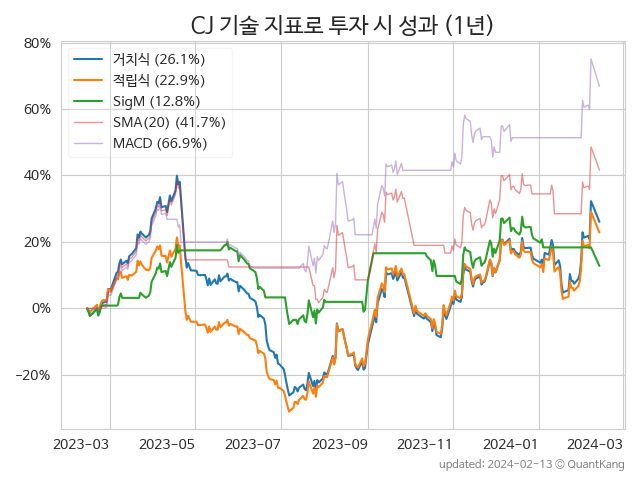 CJ 기술 지표로 투자 시 성과 (1년)
80%
60%
40%
20%
0%
−20%
거치식 (26.1%)
적립식 (22.9%)
SigM (12.8%)
SMA(20) (41.7%)
MACD (66.9%)
2023-03
2023-05
2023-07
2023-09
2023-11
2024-01
2024-03
updated: 2024-02-13 © QuantKang